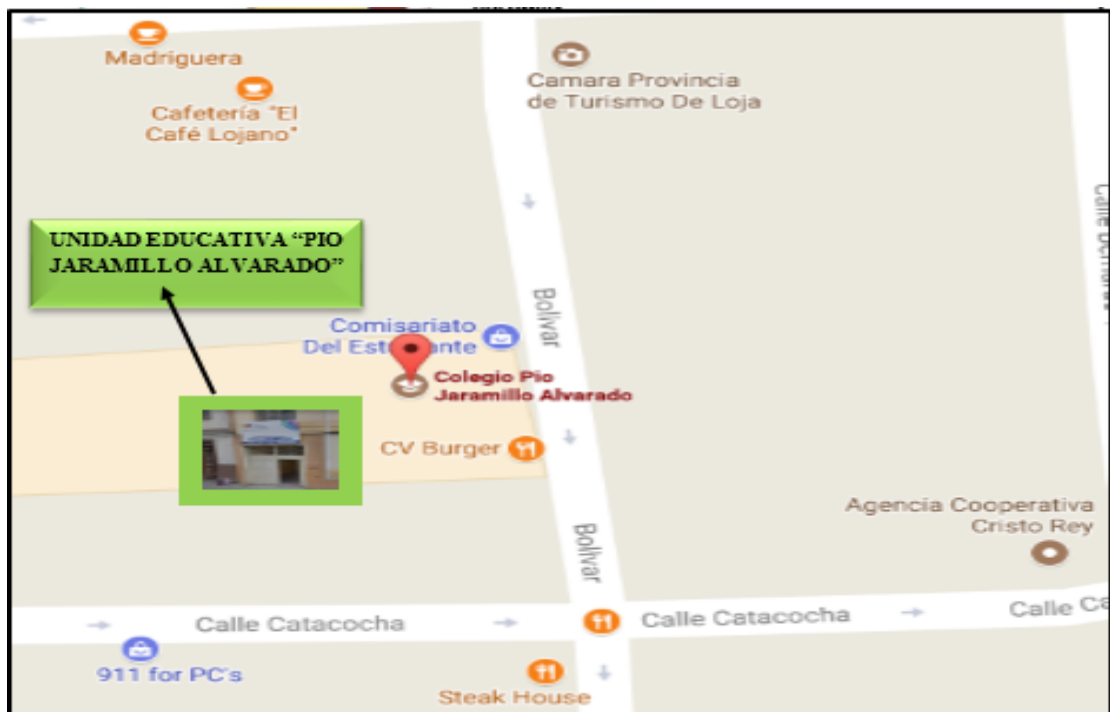 Madriguera
Camara Provincia
de Turismo De Loja
Cafetería "El
Café Lojano"
UNIDAD EDUCATIVA “PIO
JARAMILLO ALVARADO”
Bolívar
Comisariato
Del Estudiante
Colegio Pio
Jaramillo Alvarado
CV Burger
Agencia Cooperativa
Cristo Rey
Bolívar
Calle Catacocha
Calle Catacocha
Calle Ca
911 for PC's
Steak House